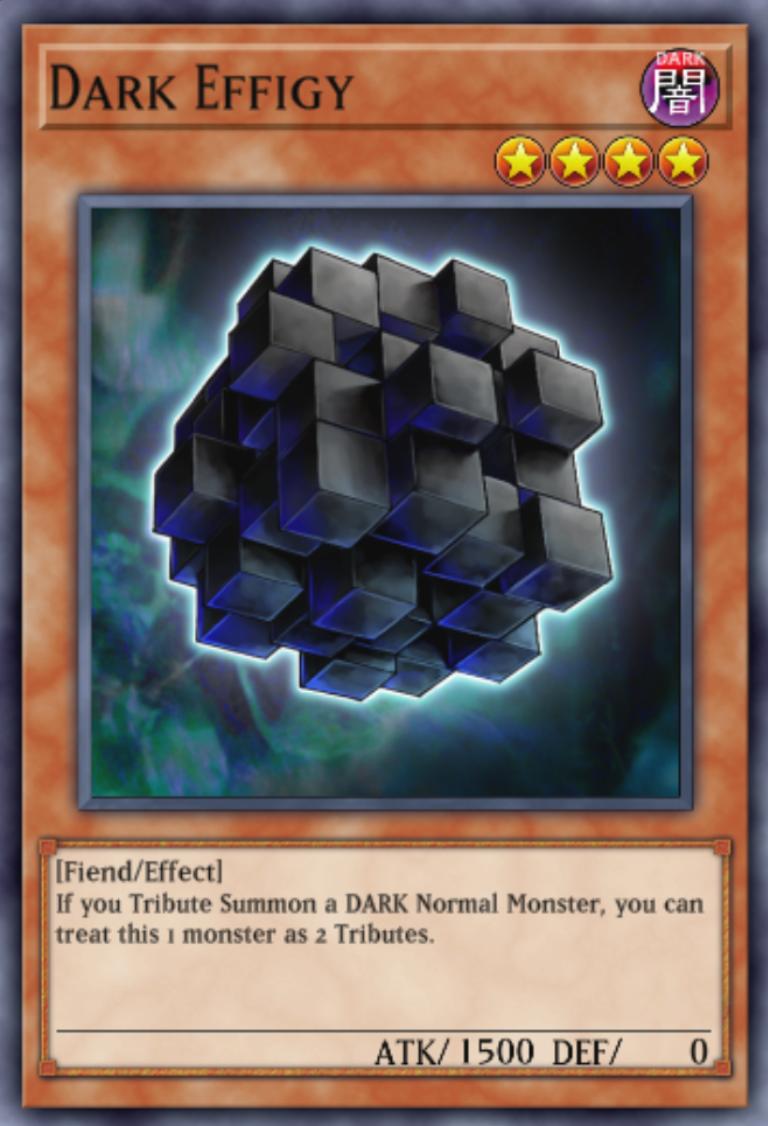 Dark Effigy
DARK
闇
[Fiend/Effect]
If you Tribute Summon a DARK Normal Monster, you can
treat this 1 monster as 2 Tributes.
ATK/ 1500 DEF/ 0